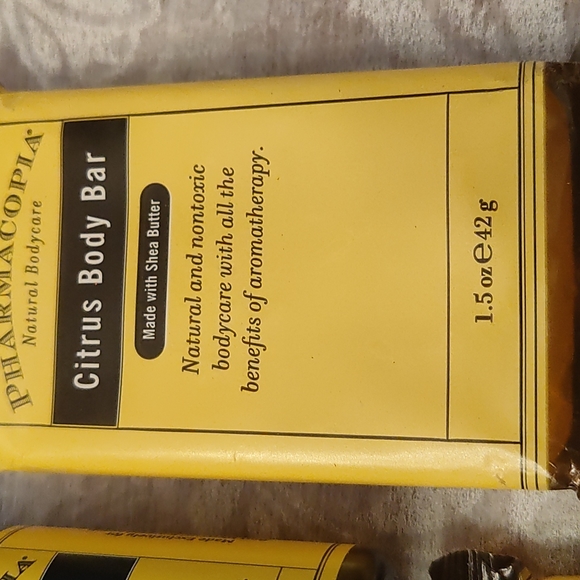 PHARMACOPIA
Natural Bodycare
Citrus Body Bar
Made with Shea Butter
Natural and nontoxic
bodycare with all the
benefits of aromatherapy.
1.5 oz℮42 g